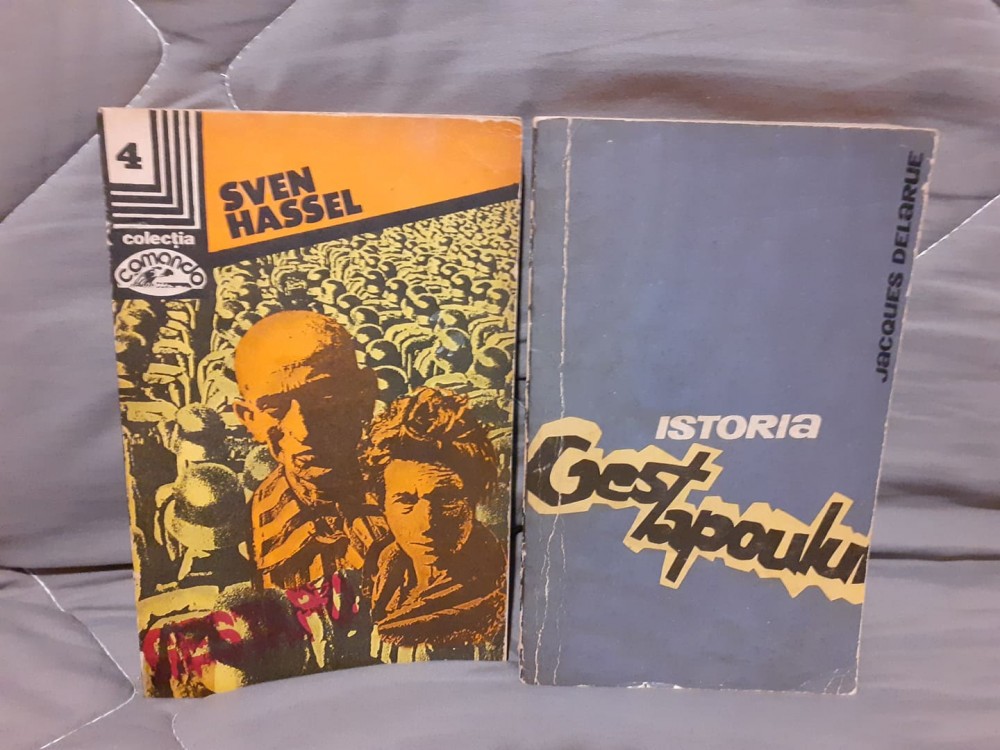 4
colecția
comando
SVEN
HASSEL
GESTAPO
JACQUES DELARUE
ISTORIA
Gestapoului